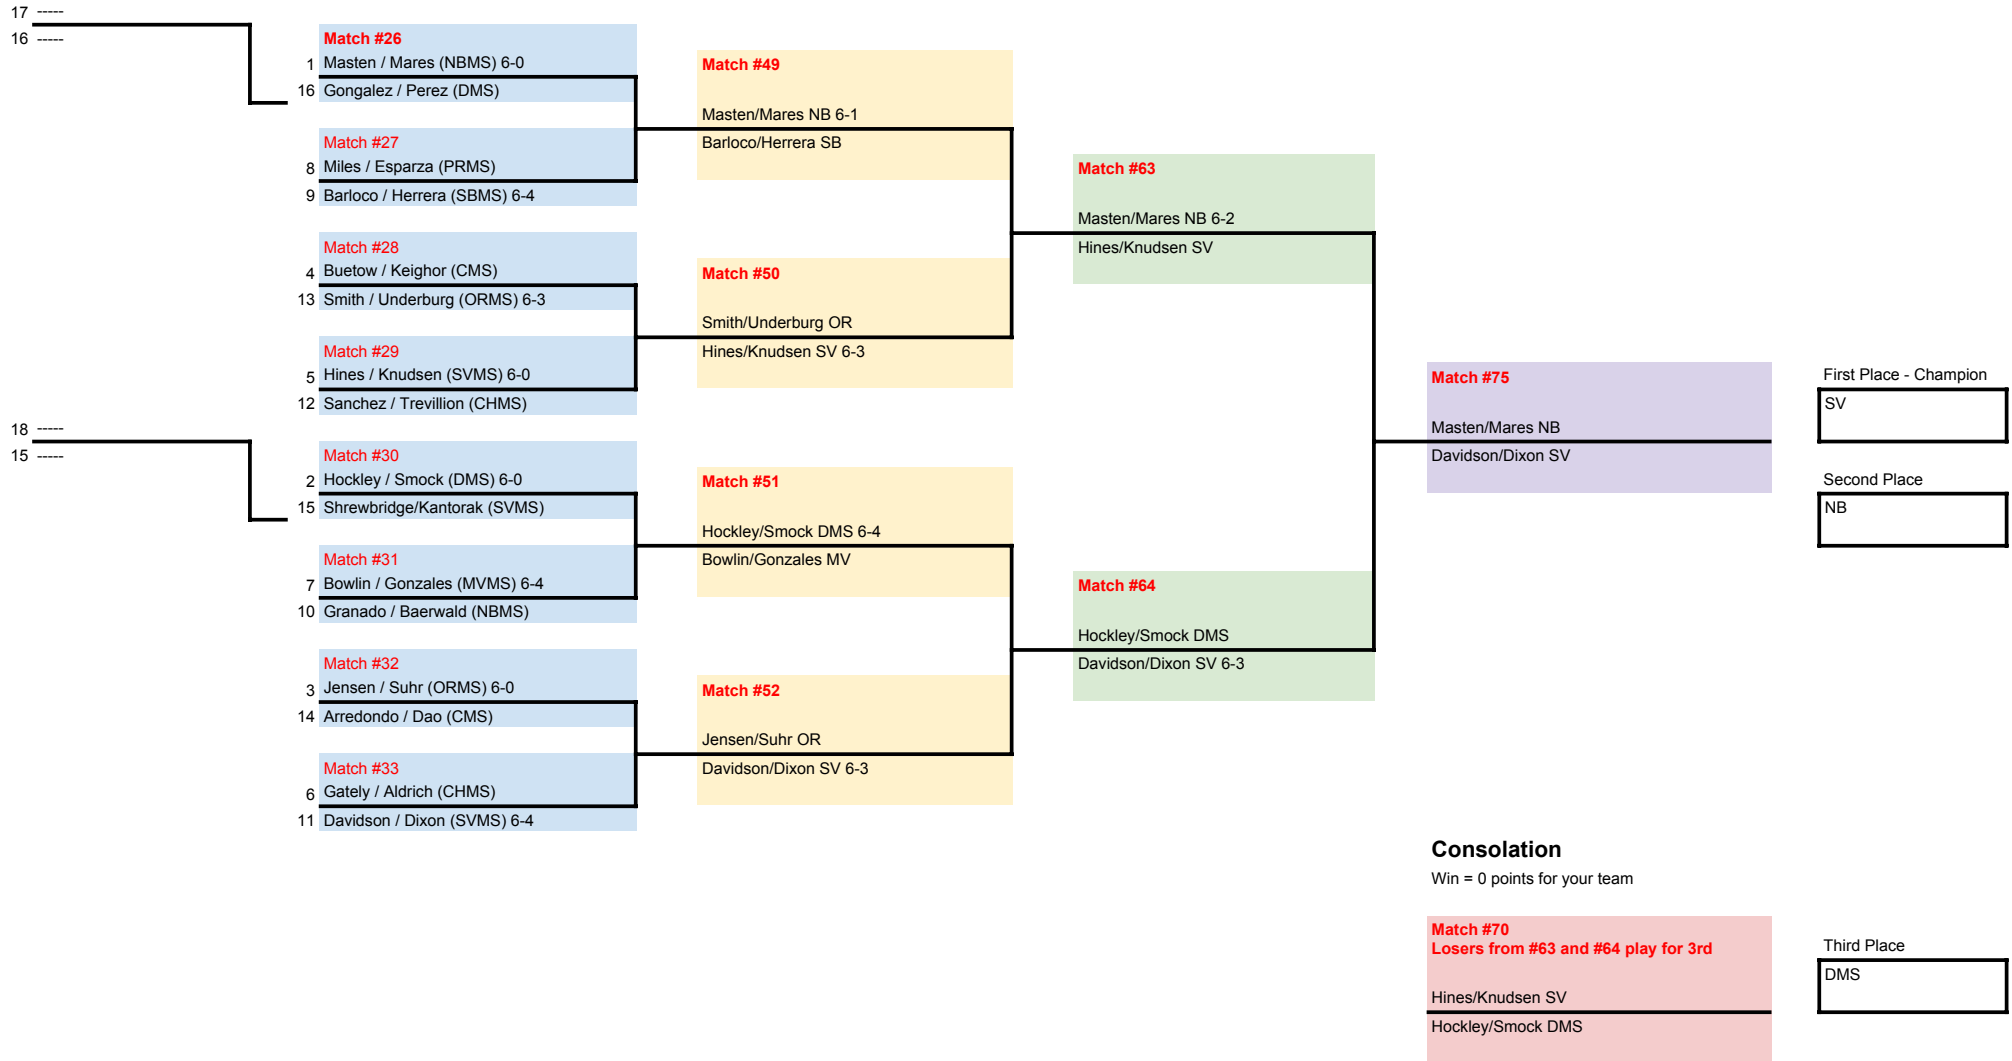 17 -----
16 -----
Match #26
1 Masten / Mares (NBMS) 6-0
16 Gongalez / Perez (DMS)
Match #27
8 Miles / Esparza (PRMS)
9 Barloco / Herrera (SBMS) 6-4
Match #28
4 Buetow / Keighor (CMS)
13 Smith / Underburg (ORMS) 6-3
Match #29
5 Hines / Knudsen (SVMS) 6-0
12 Sanchez / Trevillion (CHMS)
18 -----
15 -----
Match #30
2 Hockley / Smock (DMS) 6-0
15 Shrewbridge/Kantorak (SVMS)
Match #31
7 Bowlin / Gonzales (MVMS) 6-4
10 Granado / Baerwald (NBMS)
Match #32
3 Jensen / Suhr (ORMS) 6-0
14 Arredondo / Dao (CMS)
Match #33
6 Gately / Aldrich (CHMS)
11 Davidson / Dixon (SVMS) 6-4
Match #49
Masten/Mares NB 6-1
Barloco/Herrera SB
Match #50
Smith/Underburg OR
Hines/Knudsen SV 6-3
Match #51
Hockley/Smock DMS 6-4
Bowlin/Gonzales MV
Match #52
Jensen/Suhr OR
Davidson/Dixon SV 6-3
Match #63
Masten/Mares NB 6-2
Hines/Knudsen SV
Match #64
Hockley/Smock DMS
Davidson/Dixon SV 6-3
Match #75
Masten/Mares NB
Davidson/Dixon SV
First Place - Champion
SV
Second Place
NB
Consolation
Win = 0 points for your team
Match #70
Losers from #63 and #64 play for 3rd
Hines/Knudsen SV
Hockley/Smock DMS
Third Place
DMS